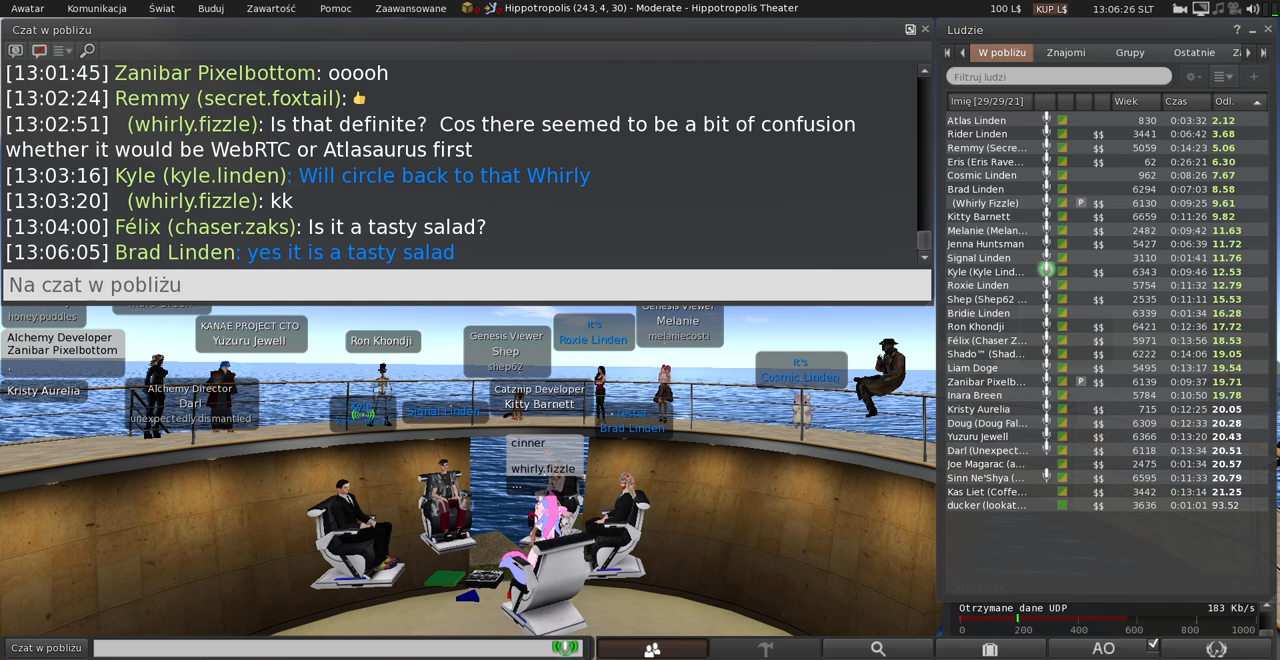 Awatar Komunikacja Świat Buduj Zawartość Pomoc Zaawansowane Hippotropolis (243, 4, 30) - Moderate - Hippotropolis Theater 100 L$ KUP L$ 13:06:26 SLT
Czat w pobliżu
[13:01:45] Zanibar Pixelbottom: ooooh
[13:02:24] Remmy (secret.foxtail): 👍
[13:02:51] (whirly.fizzle): Is that definite? Cos there seemed to be a bit of confusion
whether it would be WebRTC or Atlasaurus first
[13:03:16] Kyle (kyle.linden): Will circle back to that Whirly
[13:03:20] (whirly.fizzle): kk
[13:04:00] Félix (chaser.zaks): Is it a tasty salad?
[13:06:05] Brad Linden: yes it is a tasty salad
Na czat w pobliżu
honey.puddles
Alchemy Developer
Zanibar Pixelbottom
.
Kristy Aurelia
KANAE PROJECT CTO
Yuzuru Jewell
Alchemy Director
Darl
unexpectedly.dismantled
Ron Khondji
Kyle
Signal Linden
Genesis Viewer
Shep
shep62
Catznip Developer
Kitty Barnett
It's
Roxie Linden
Genesis Viewer
Melanie
melaniecosti
tester
Brad Linden
It's
Cosmic Linden
cinner
whirly.fizzle
...
Ludzie
W pobliżu Znajomi Grupy Ostatnie
Filtruj ludzi
Imię [29/29/21] Wiek Czas Odl.
Atlas Linden 830 0:03:32 2.12
Rider Linden $$ 3441 0:06:42 3.68
Remmy (Secre... $$ 5059 0:14:23 5.06
Eris (Eris Rave... $$ 62 0:26:21 6.30
Cosmic Linden 962 0:08:26 7.67
Brad Linden 6294 0:07:03 8.58
(Whirly Fizzle) P $$ 6130 0:09:25 9.61
Kitty Barnett 6659 0:11:26 9.82
Melanie (Melan... $$ 2482 0:09:42 11.63
Jenna Huntsman $$ 5427 0:06:39 11.72
Signal Linden 3110 0:01:41 11.76
Kyle (Kyle Lind... $$ 6343 0:09:46 12.53
Roxie Linden 5754 0:11:32 12.79
Shep (Shep62 ... $$ 2535 0:11:11 15.53
Bridie Linden 6339 0:01:34 16.28
Ron Khondji $$ 6421 0:12:36 17.72
Félix (Chaser Z... $$ 5971 0:13:56 18.53
Shado™ (Shad... $$ 6222 0:14:06 19.05
Liam Doge $$ 5495 0:13:17 19.54
Zanibar Pixelb... P $$ 6139 0:09:37 19.71
Inara Breen $$ 5784 0:10:50 19.78
Kristy Aurelia $$ 715 0:12:25 20.05
Doug (Doug Fal... $$ 6309 0:12:33 20.28
Yuzuru Jewell $$ 6366 0:13:20 20.43
Darl (Unexpect... $$ 6118 0:13:34 20.51
Joe Magarac (a... $$ 2475 0:01:34 20.57
Sinn Ne'Shya (... $$ 6595 0:11:33 20.79
Kas Liet (Coffe... $$ 3442 0:13:14 21.25
ducker (lookat... $$ 3636 0:01:01 93.52
Otrzymane dane UDP 183 Kb/s
0 200 400 600 800 1000
Czat w pobliżu AO